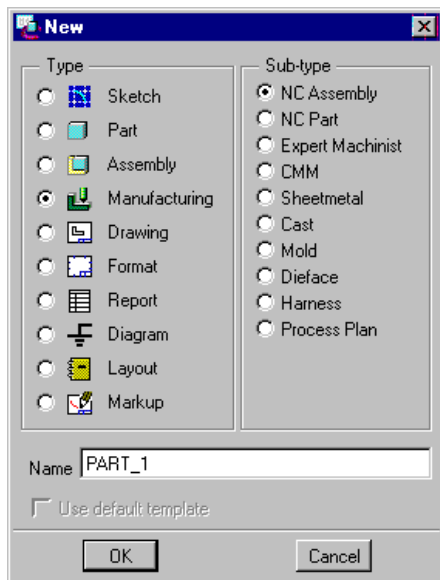 New
Type
Sketch
Part
Assembly
Manufacturing
Drawing
Format
Report
Diagram
Layout
Markup
Sub-type
NC Assembly
NC Part
Expert Machinist
CMM
Sheetmetal
Cast
Mold
Dieface
Harness
Process Plan
Name PART_1
Use default template
OK Cancel